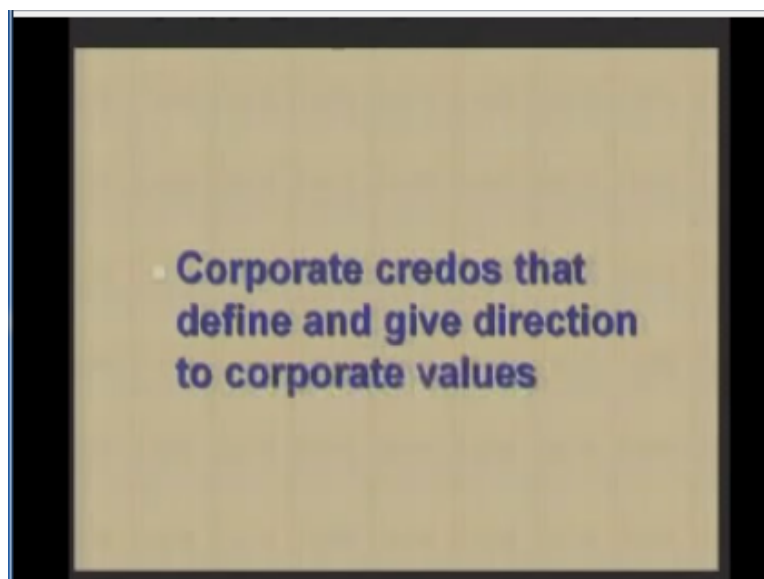 Corporate credos that
define and give direction
to corporate values